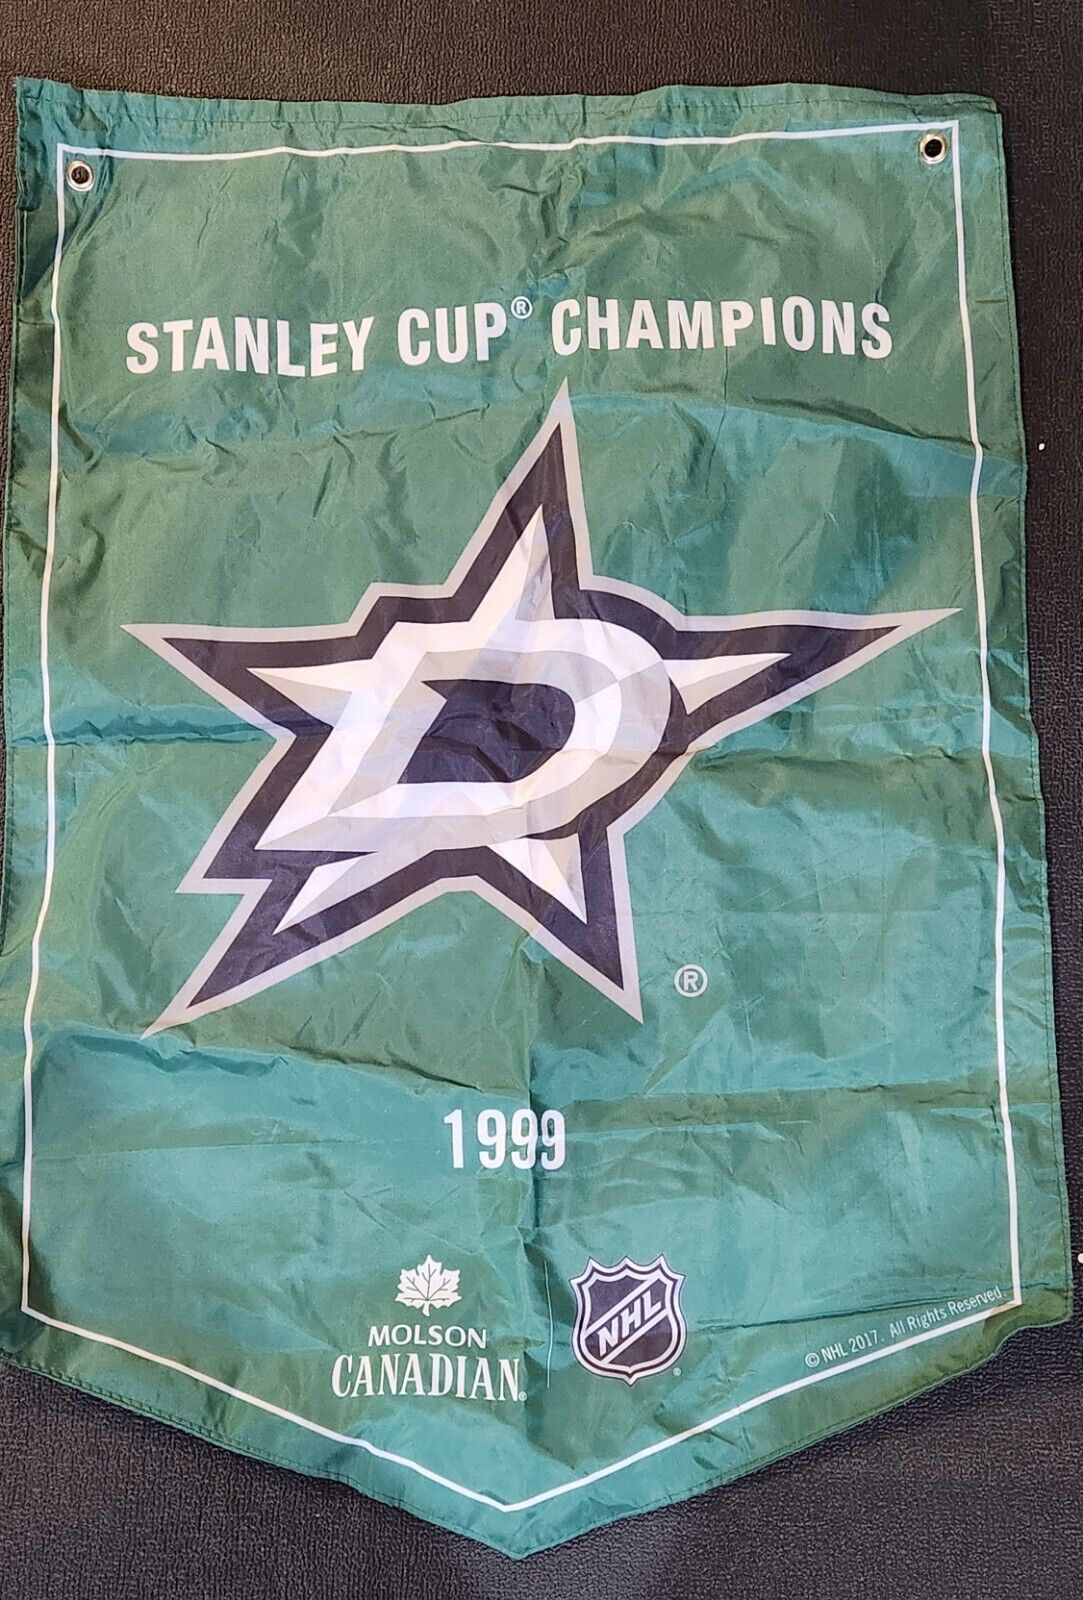 STANLEY CUP® CHAMPIONS
D
®
1999
MOLSON
CANADIAN®
NHL®
© NHL 2017. All Rights Reserved.